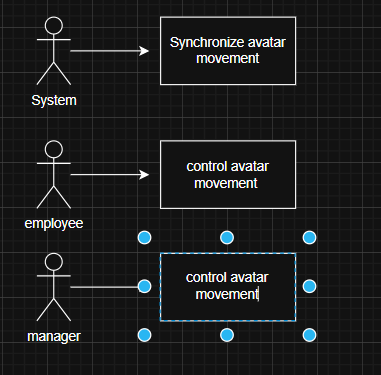 Synchronize avatar
movement
System
control avatar
movement
employee
control avatar
movement
manager